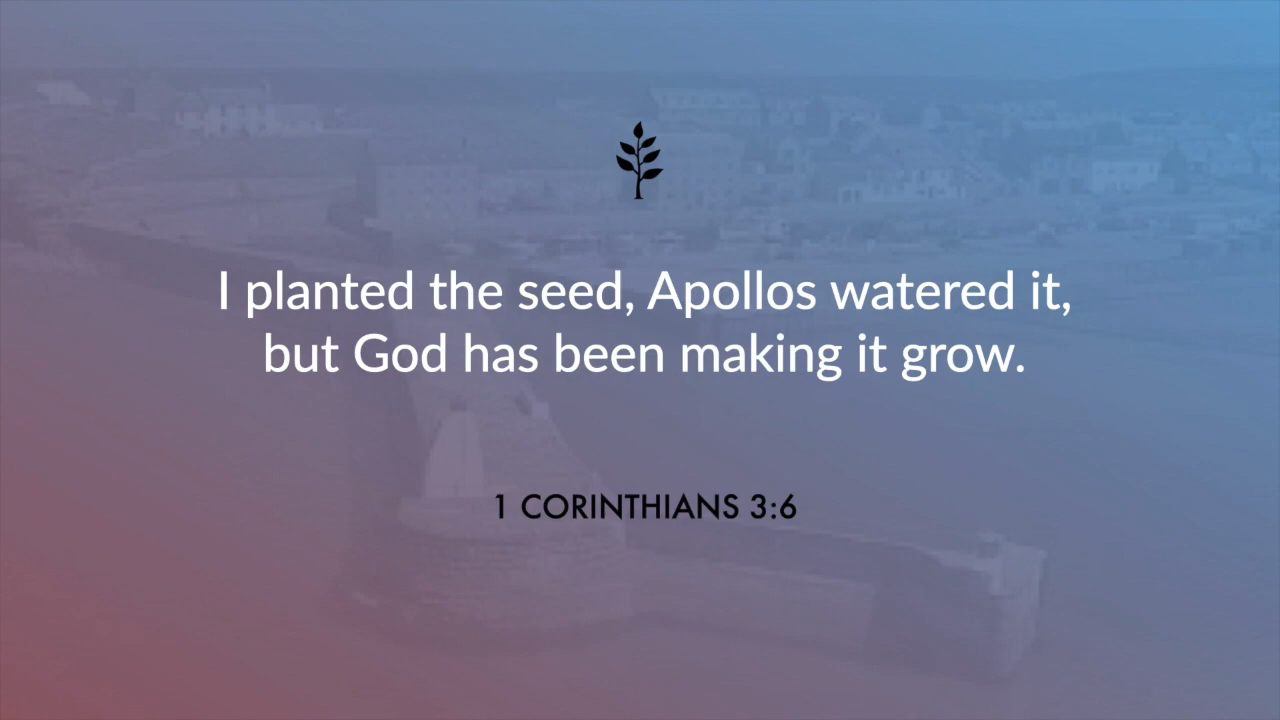 I planted the seed, Apollos watered it,
but God has been making it grow.
1 CORINTHIANS 3:6